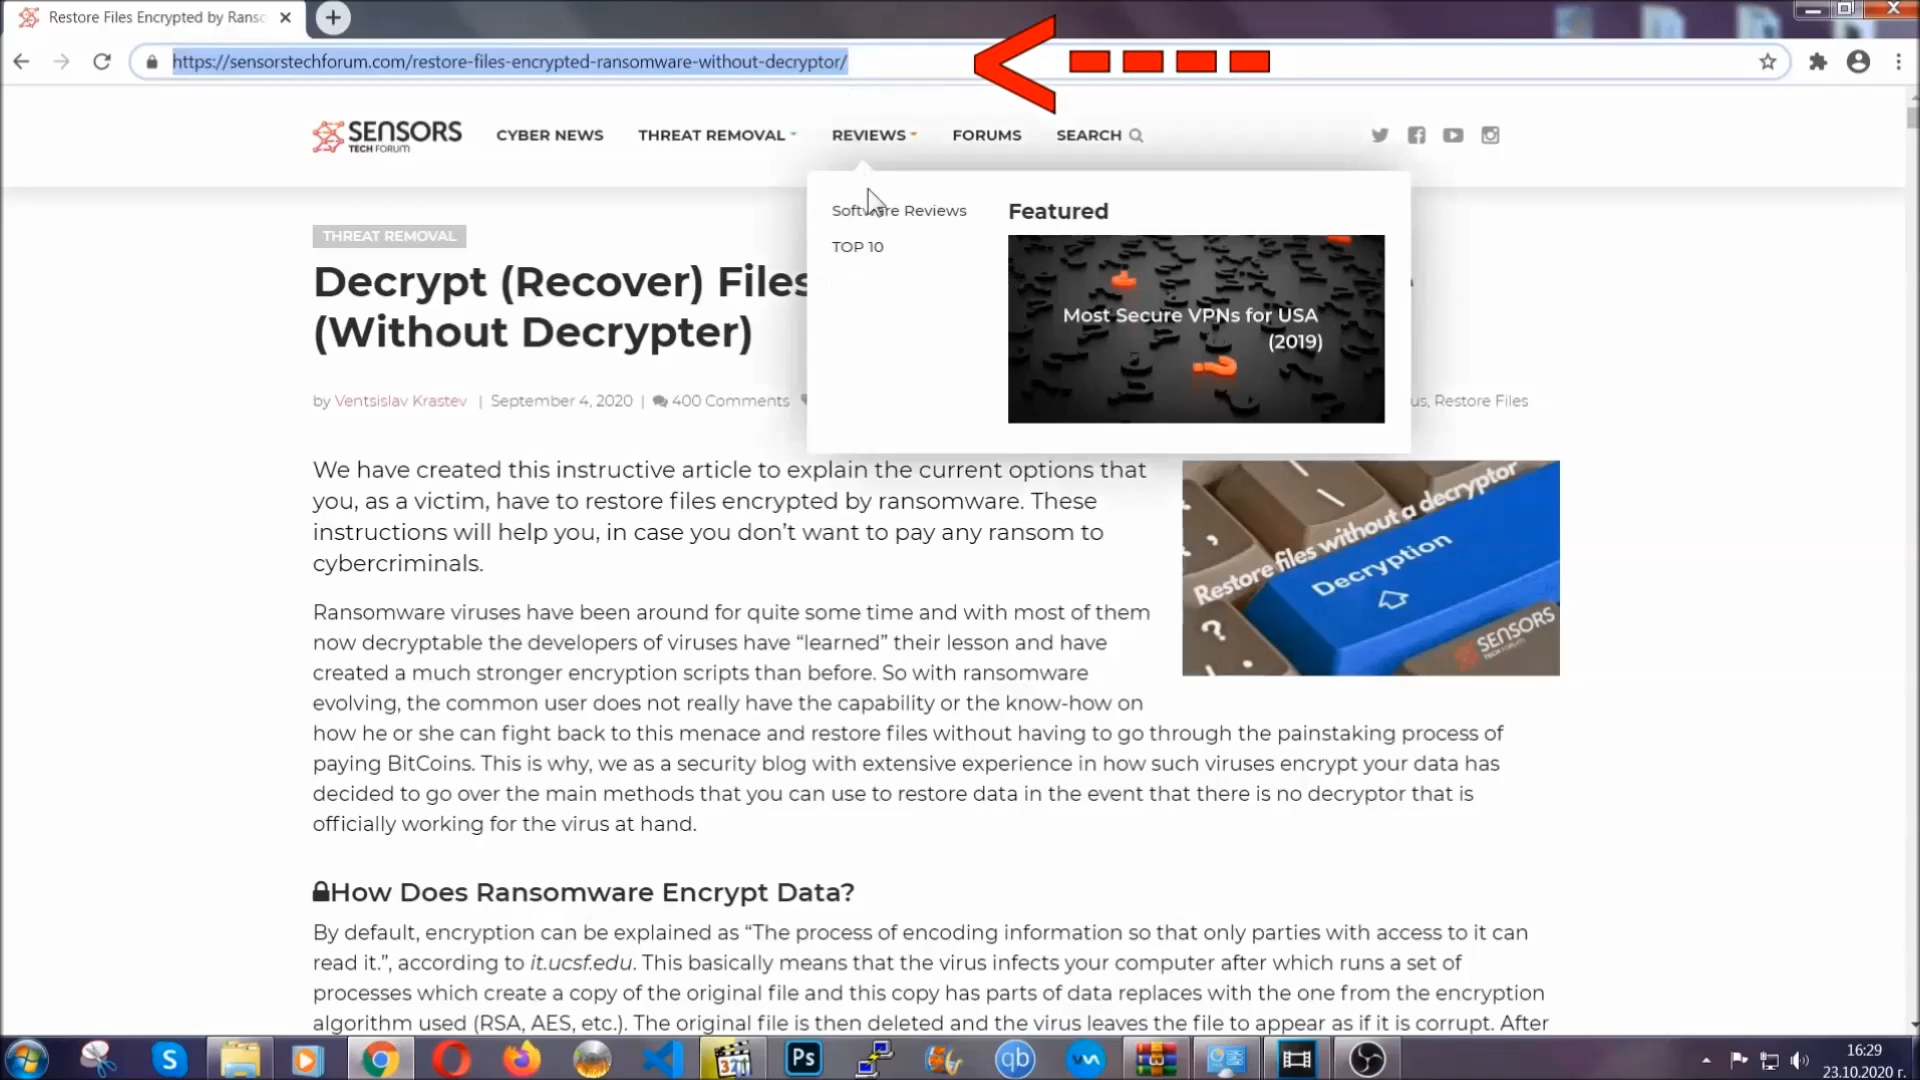 Restore Files Encrypted by Ranso
https://sensorstechforum.com/restore-files-encrypted-ransomware-without-decryptor/
SENSORS
TECH FORUM
CYBER NEWS THREAT REMOVAL REVIEWS FORUMS SEARCH
Software Reviews
TOP 10
Featured
Most Secure VPNs for USA
(2019)
THREAT REMOVAL
Decrypt (Recover) Files
(Without Decrypter)
by Ventsislav Krastev | September 4, 2020 | 400 Comments
us, Restore Files
We have created this instructive article to explain the current options that
you, as a victim, have to restore files encrypted by ransomware. These
instructions will help you, in case you don’t want to pay any ransom to
cybercriminals.
Restore files without a decryptor
Decryption
SENSORS
TECH FORUM
Ransomware viruses have been around for quite some time and with most of them
now decryptable the developers of viruses have “learned” their lesson and have
created a much stronger encryption scripts than before. So with ransomware
evolving, the common user does not really have the capability or the know-how on
how he or she can fight back to this menace and restore files without having to go through the painstaking process of
paying BitCoins. This is why, we as a security blog with extensive experience in how such viruses encrypt your data has
decided to go over the main methods that you can use to restore data in the event that there is no decryptor that is
officially working for the virus at hand.
How Does Ransomware Encrypt Data?
By default, encryption can be explained as “The process of encoding information so that only parties with access to it can
read it.”, according to it.ucsf.edu. This basically means that the virus infects your computer after which runs a set of
processes which create a copy of the original file and this copy has parts of data replaces with the one from the encryption
algorithm used (RSA, AES, etc.). The original file is then deleted and the virus leaves the file to appear as if it is corrupt. After
S
321
Ps
qb
16:29
23.10.2020 г.